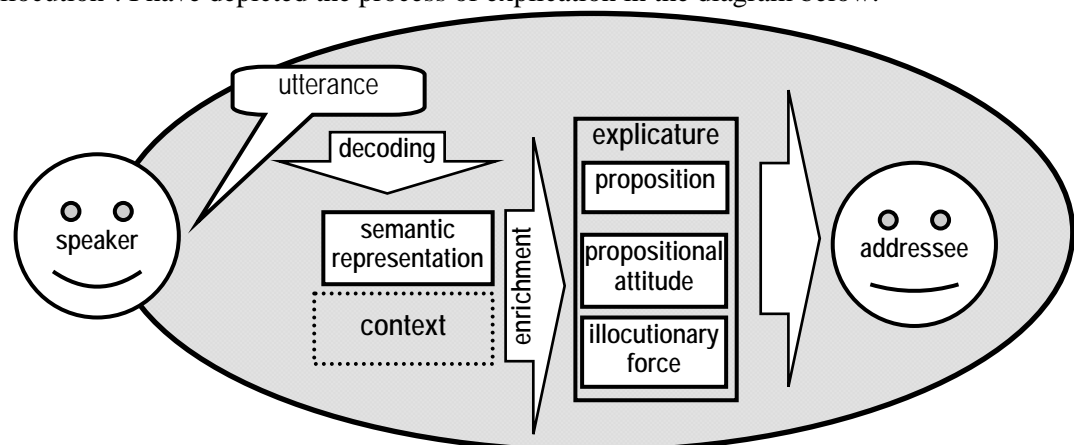 locution'. I have depicted the process of explication in the diagram below.
utterance
decoding
speaker
semantic
representation
context
enrichment
explicature
proposition
propositional
attitude
illocutionary
force
addressee